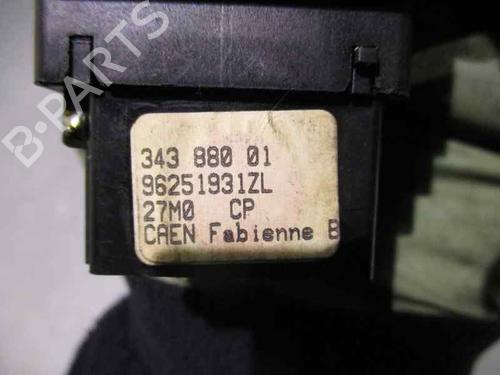 B-PARTS
343 880 01
96251931ZL
27M0 CP
CAEN Fabienne B